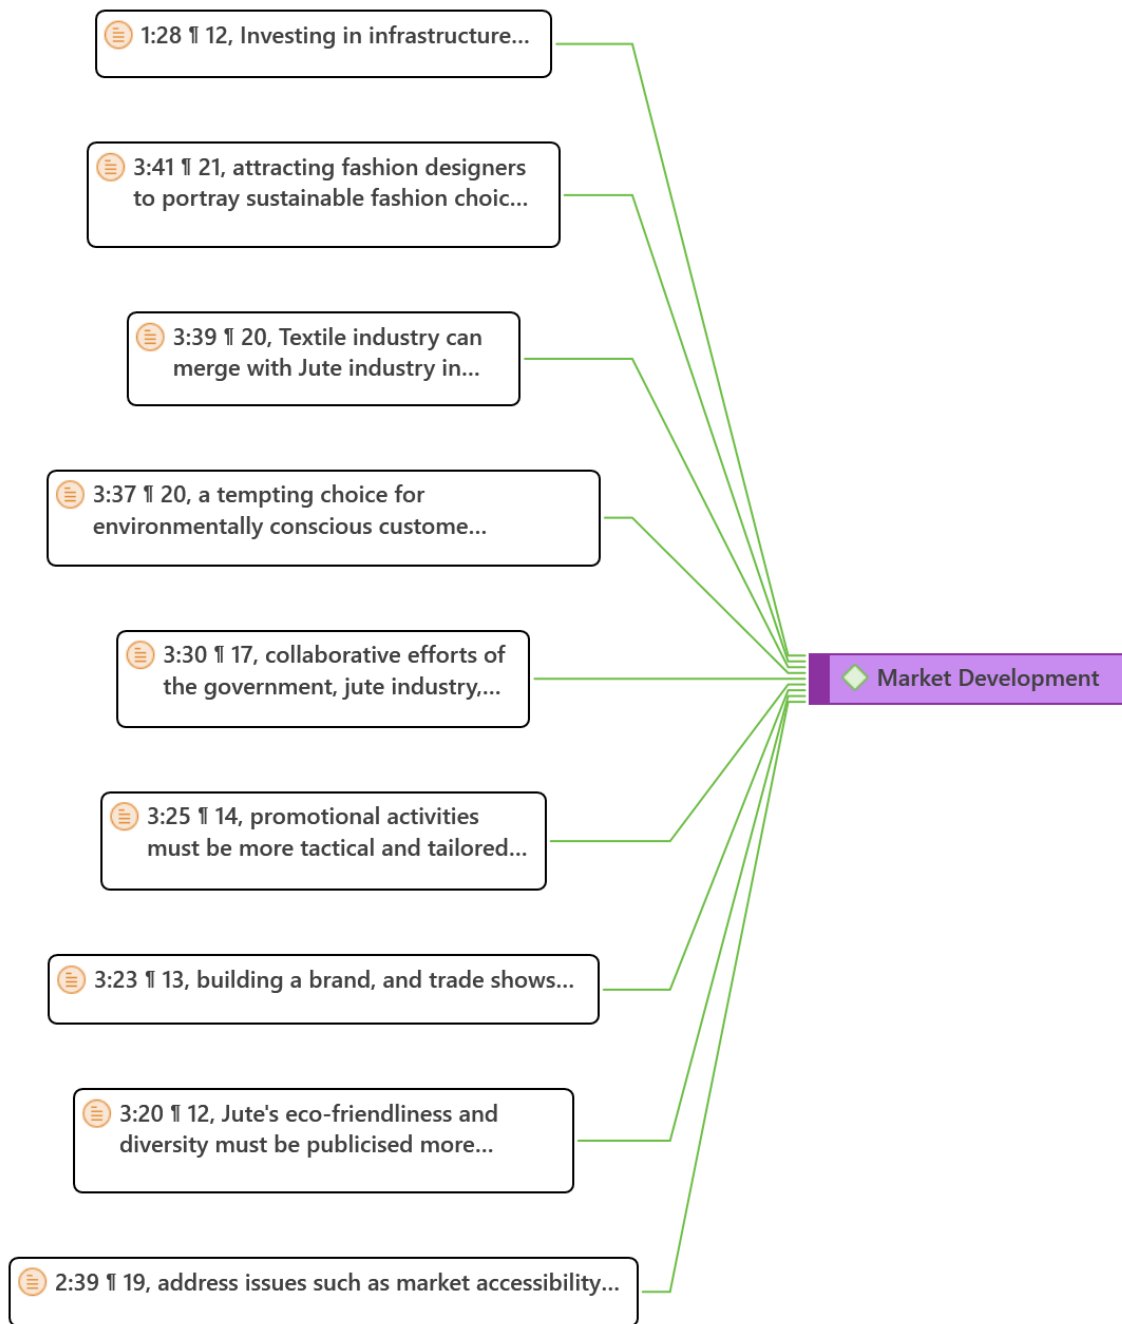 1:28 ¶ 12, Investing in infrastructure...
3:41 ¶ 21, attracting fashion designers
to portray sustainable fashion choic...
3:39 ¶ 20, Textile industry can
merge with Jute industry in...
3:37 ¶ 20, a tempting choice for
environmentally conscious custome...
3:30 ¶ 17, collaborative efforts of
the government, jute industry,...
Market Development
3:25 ¶ 14, promotional activities
must be more tactical and tailored...
3:23 ¶ 13, building a brand, and trade shows...
3:20 ¶ 12, Jute's eco-friendliness and
diversity must be publicised more...
2:39 ¶ 19, address issues such as market accessibility...